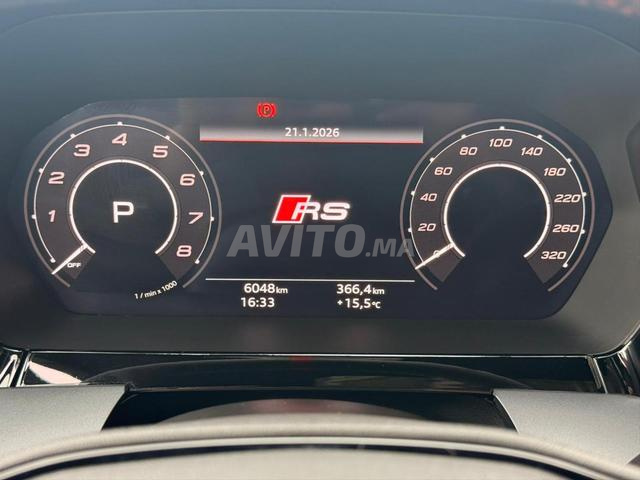 (P)
21.1.2026
1 2 3 4 5 6 7 8
P
OFF
1 / min x 1000
RS
AVITO.MA
0 20 40 60 80 100 140 180 220 260 320
6048km 366,4km
16:33 +15,5°C